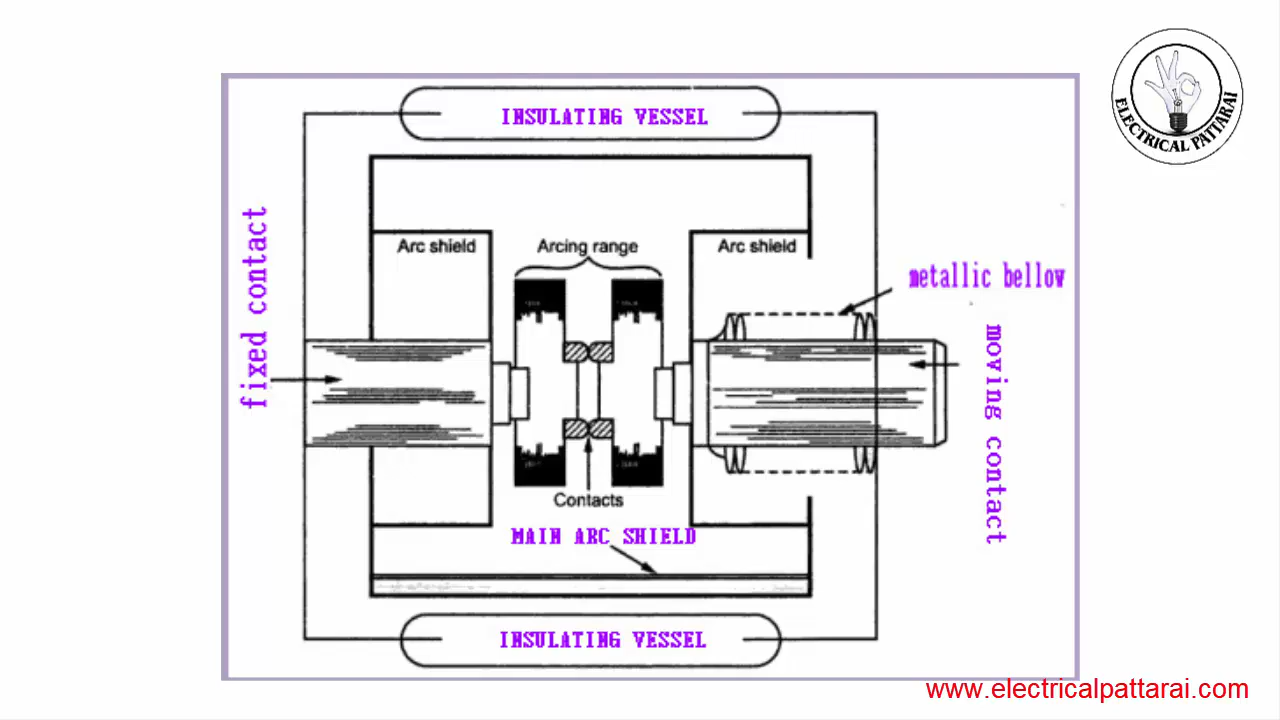 ELECTRICAL PATTARAI
INSULATING VESSEL
fixed contact
Arc shield
Arcing range
Arc shield
metallic bellow
moving contact
Contacts
MAIN ARC SHIELD
INSULATING VESSEL
www.electricalpattarai.com